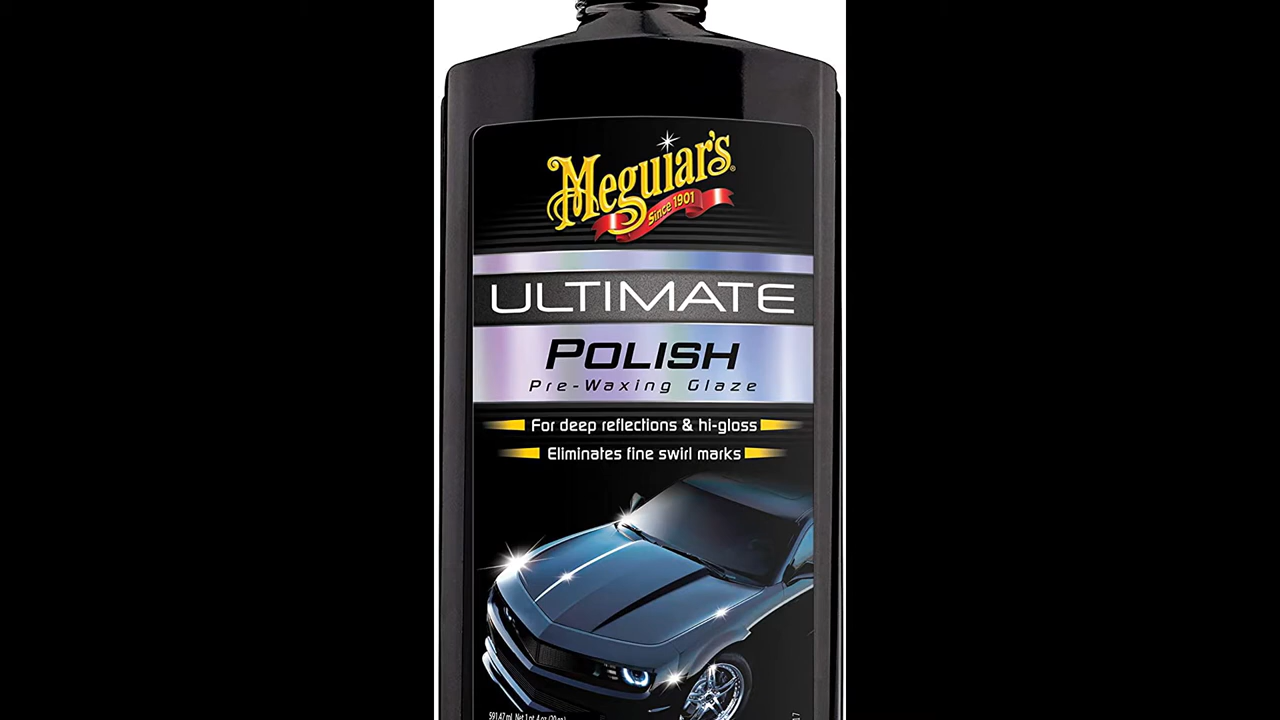 Meguiar's
Since 1901
ULTIMATE
POLISH
Pre-Waxing Glaze
For deep reflections & hi-gloss
Eliminates fine swirl marks